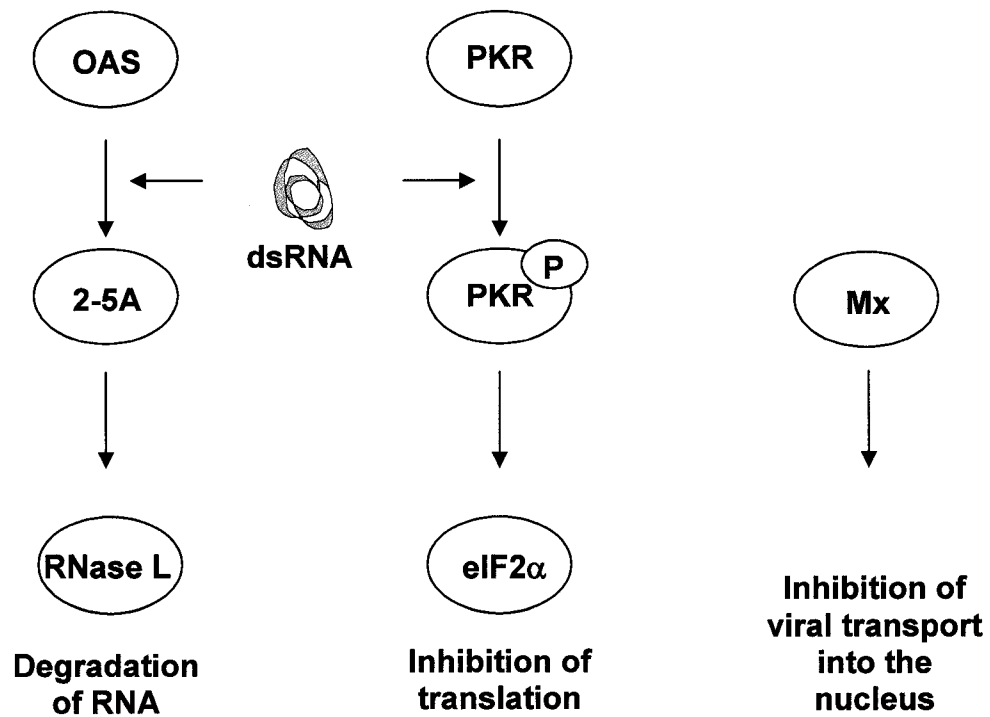 OAS
PKR
dsRNA
2-5A
PKR
P
Mx
RNase L
eIF2α
Degradation
of RNA
Inhibition of
translation
Inhibition of
viral transport
into the
nucleus